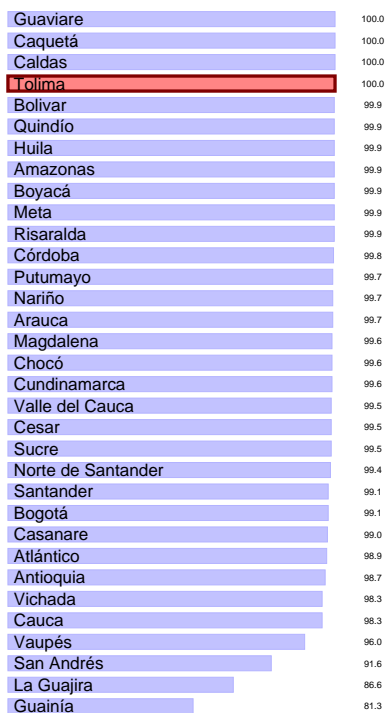 Guaviare 100.0
Caquetá 100.0
Caldas 100.0
Tolima 100.0
Bolivar 99.9
Quindío 99.9
Huila 99.9
Amazonas 99.9
Boyacá 99.9
Meta 99.9
Risaralda 99.9
Córdoba 99.8
Putumayo 99.7
Nariño 99.7
Arauca 99.7
Magdalena 99.6
Chocó 99.6
Cundinamarca 99.6
Valle del Cauca 99.5
Cesar 99.5
Sucre 99.5
Norte de Santander 99.4
Santander 99.1
Bogotá 99.1
Casanare 99.0
Atlántico 98.9
Antioquia 98.7
Vichada 98.3
Cauca 98.3
Vaupés 96.0
San Andrés 91.6
La Guajira 86.6
Guainía 81.3